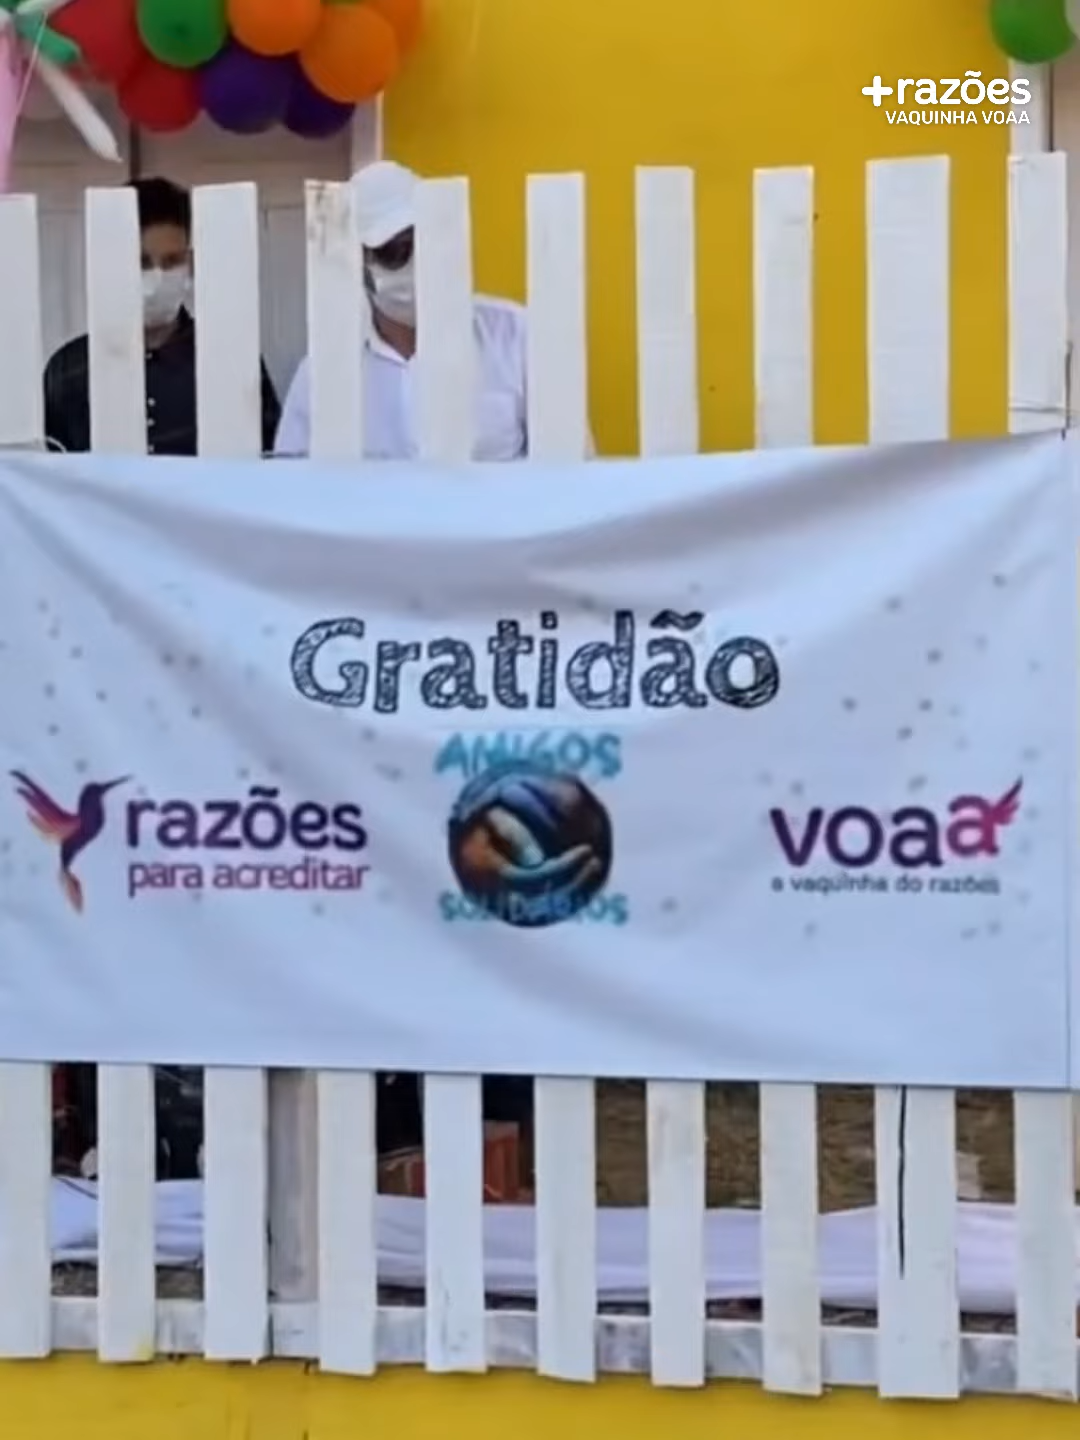 +razões
VAQUINHA VOAA
Gratidão
AMIGOS
razões
para acreditar
SOLIDÁRIOS
voaa
a vaquinha do razões